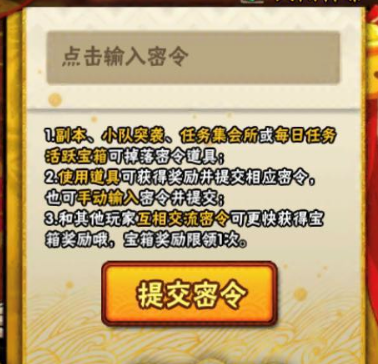 点击输入密令
1.副本、小队突袭、任务集会所或每日任务
活跃宝箱可掉落密令道具;
2.使用道具可获得奖励并提交相应密令,
也可手动输入密令并提交;
3.和其他玩家互相交流密令可更快获得宝
箱奖励哦,宝箱奖励限领1次。
提交密令